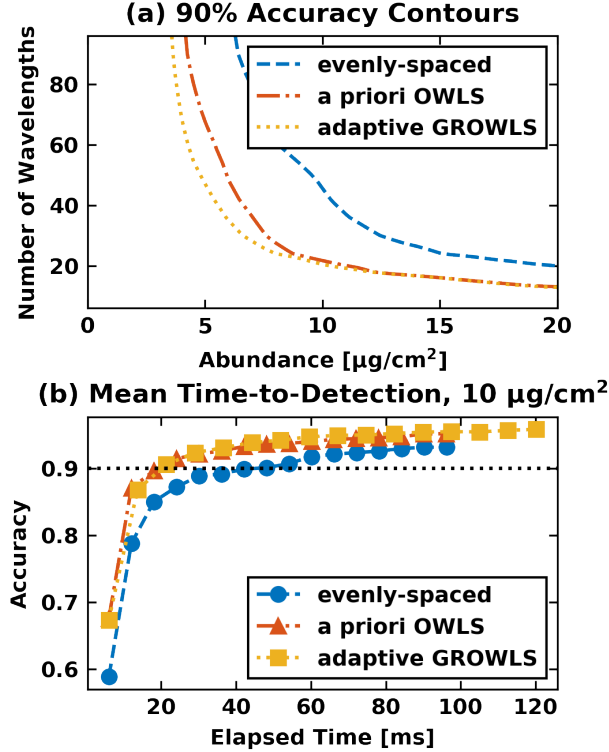 (a) 90% Accuracy Contours
Number of Wavelengths
80
60
40
20
evenly-spaced
a priori OWLS
adaptive GROWLS
0 5 10 15 20
Abundance [µg/cm²]
(b) Mean Time-to-Detection, 10 µg/cm²
Accuracy
0.9
0.8
0.7
0.6
evenly-spaced
a priori OWLS
adaptive GROWLS
20 40 60 80 100 120
Elapsed Time [ms]